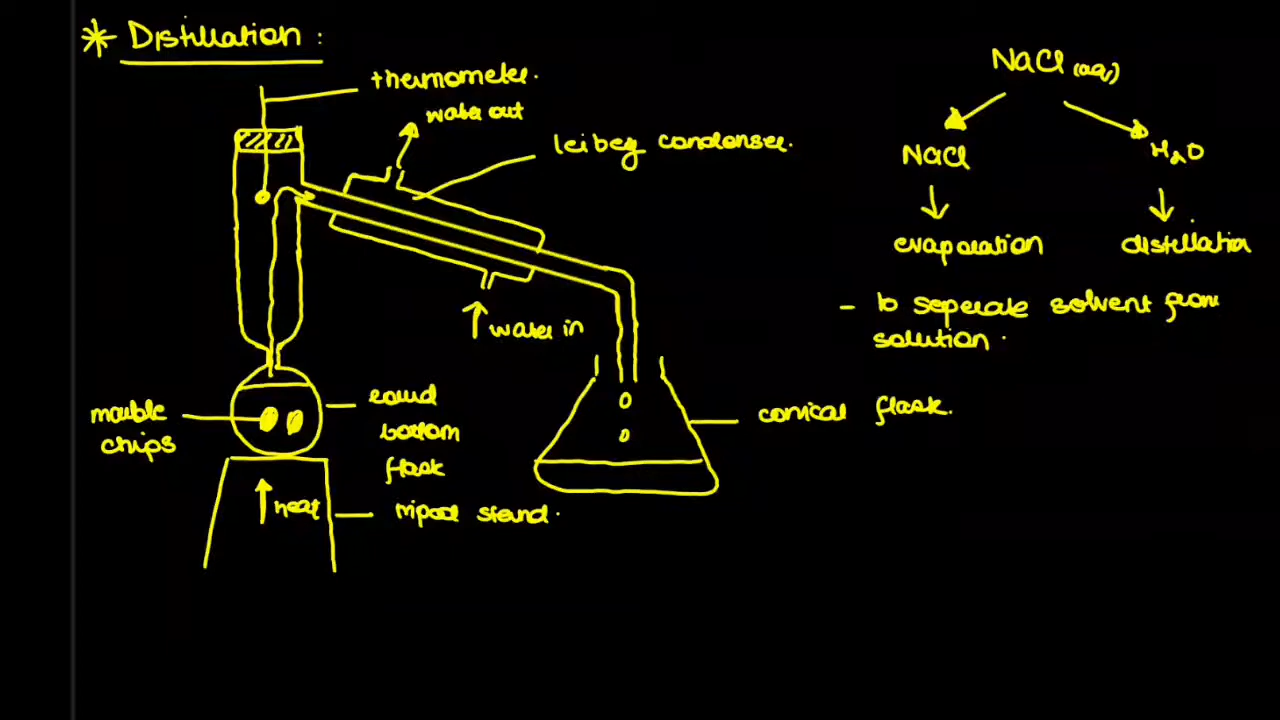 * Distillation :
thermometer.
water out
leibeg condenser.
water in
marble
chips
round
bottom
flask
heat
tripod stand.
conical flask.
NaCl (aq)
NaCl
H2O
evaporation
distillation
- to seperate solvent from
solution.